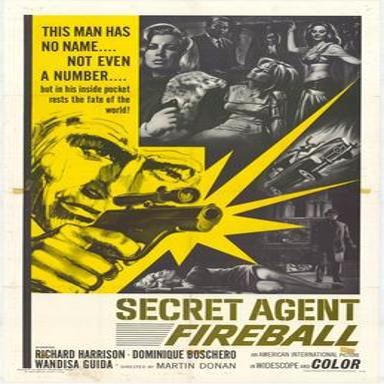 THIS MAN HAS
NO NAME....
NOT EVEN
A NUMBER....
but in his inside pocket
rests the fate of the
world!
SECRET AGENT
FIREBALL
RICHARD HARRISON · DOMINIQUE BOSCHERO
WANDISA GUIDA · DIRECTED BY MARTIN DONAN
AN AMERICAN INTERNATIONAL PICTURE
IN WIDESCOPE AND COLOR